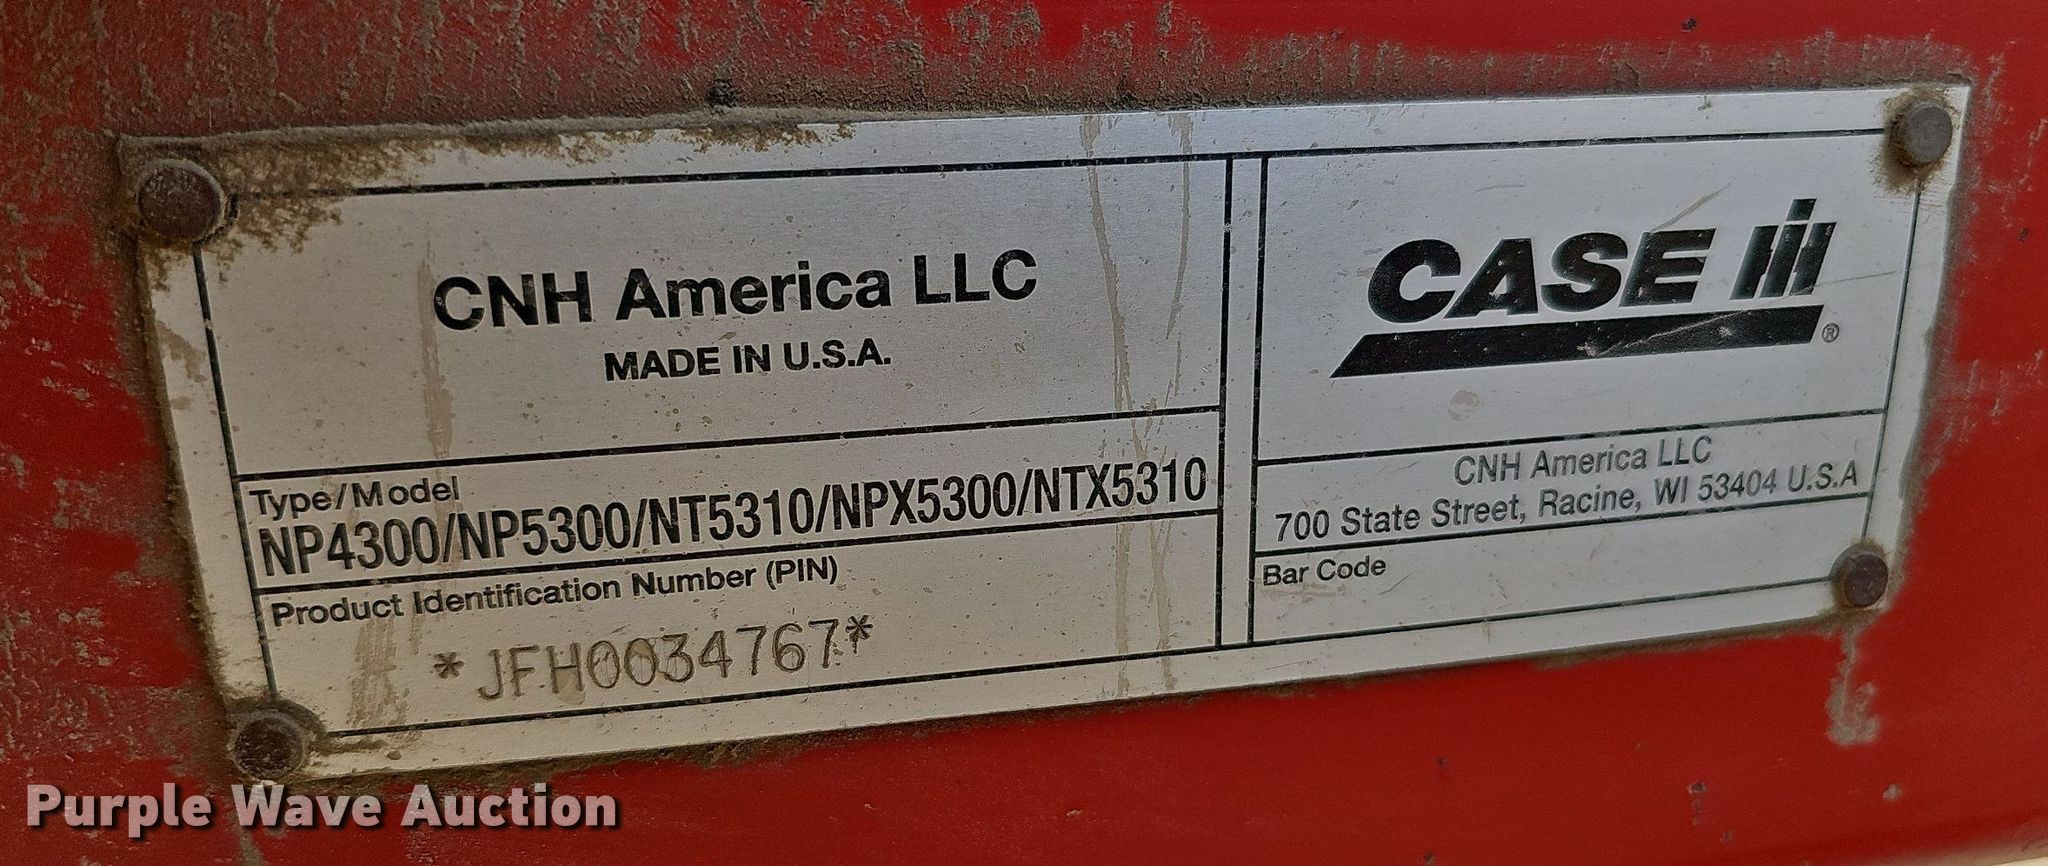 CNH America LLC
MADE IN U.S.A.
Type/Model
NP4300/NP5300/NT5310/NPX5300/NTX5310
Product Identification Number (PIN)
*JFH0034767*
CASE IH®
CNH America LLC
700 State Street, Racine, WI 53404 U.S.A
Bar Code
Purple Wave Auction